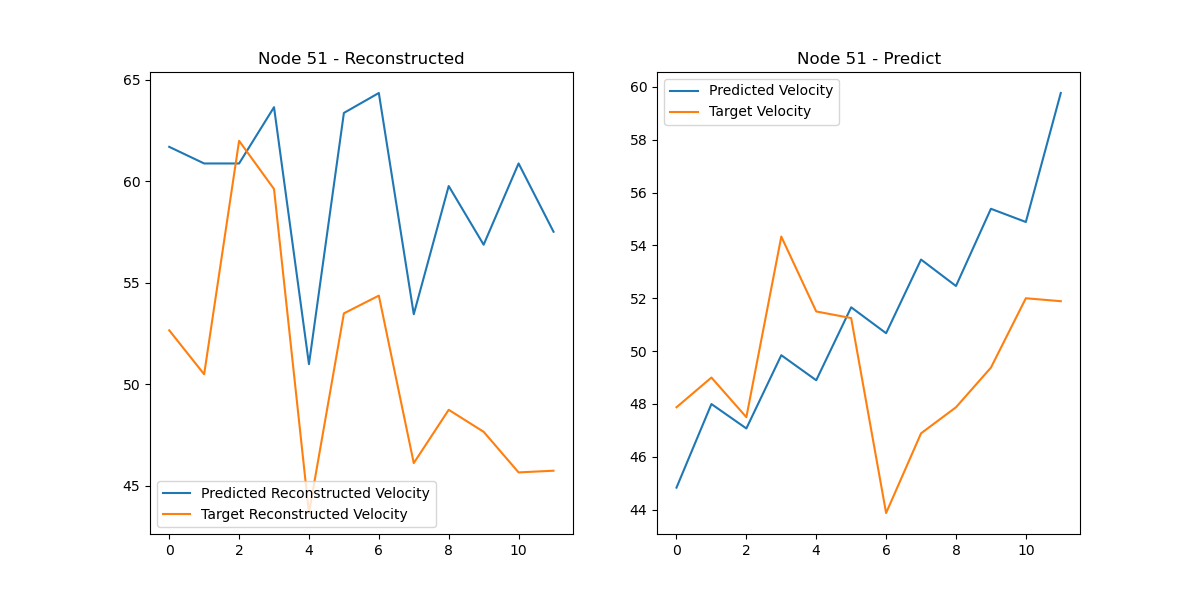 Node 51 - Reconstructed
65
60
55
50
45
0 2 4 6 8 10
Predicted Reconstructed Velocity
Target Reconstructed Velocity
Node 51 - Predict
60
58
56
54
52
50
48
46
44
0 2 4 6 8 10
Predicted Velocity
Target Velocity